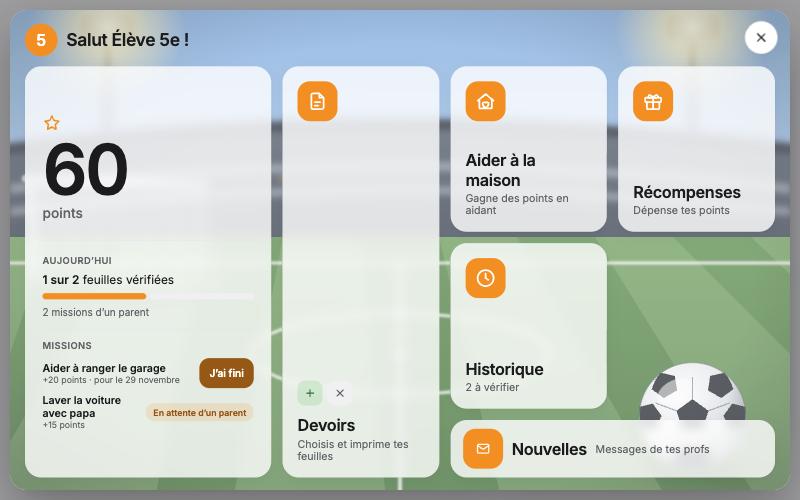 5 Salut Élève 5e !
60
points
AUJOURD'HUI
1 sur 2 feuilles vérifiées
2 missions d'un parent
MISSIONS
Aider à ranger le garage
+20 points · pour le 29 novembre
J'ai fini
Laver la voiture
avec papa
+15 points
En attente d'un parent
Devoirs
Choisis et imprime tes
feuilles
Aider à la
maison
Gagne des points en
aidant
Récompenses
Dépense tes points
Historique
2 à vérifier
Nouvelles Messages de tes profs